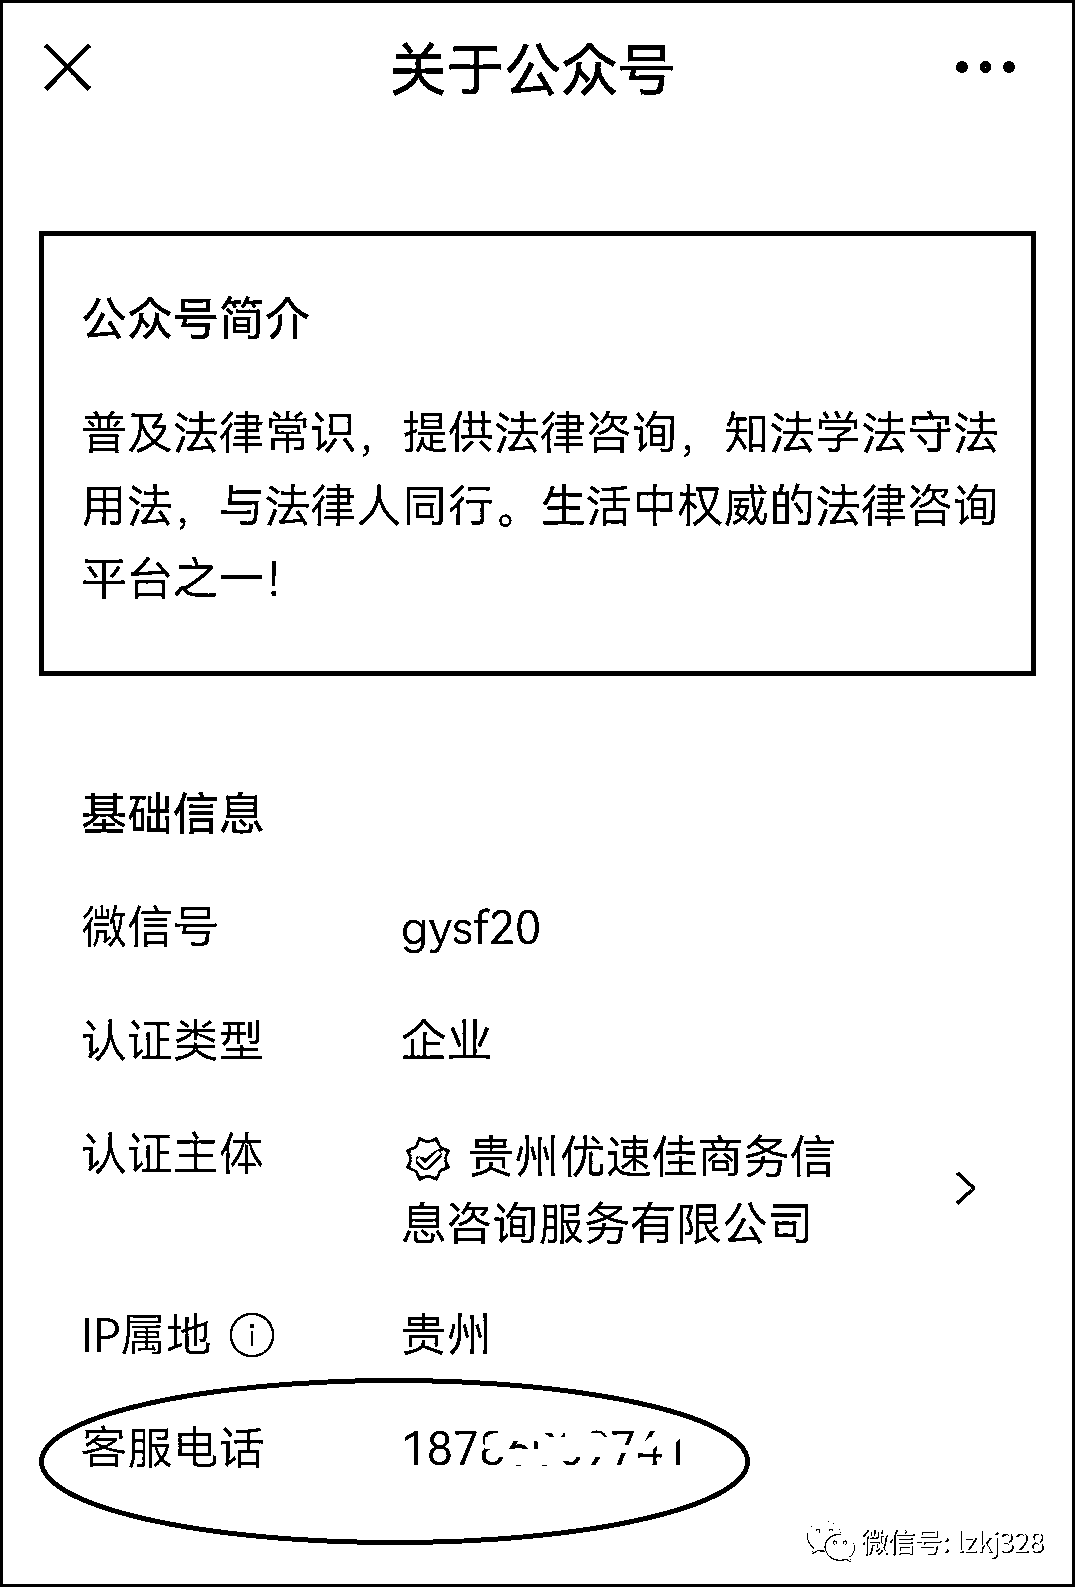 关于公众号
公众号简介
普及法律常识，提供法律咨询，知法学法守法
用法，与法律人同行。生活中权威的法律咨询
平台之一！
基础信息
微信号 gysf20
认证类型 企业
认证主体 贵州优速佳商务信
息咨询服务有限公司
IP属地 贵州
客服电话
微信号: lzkj328